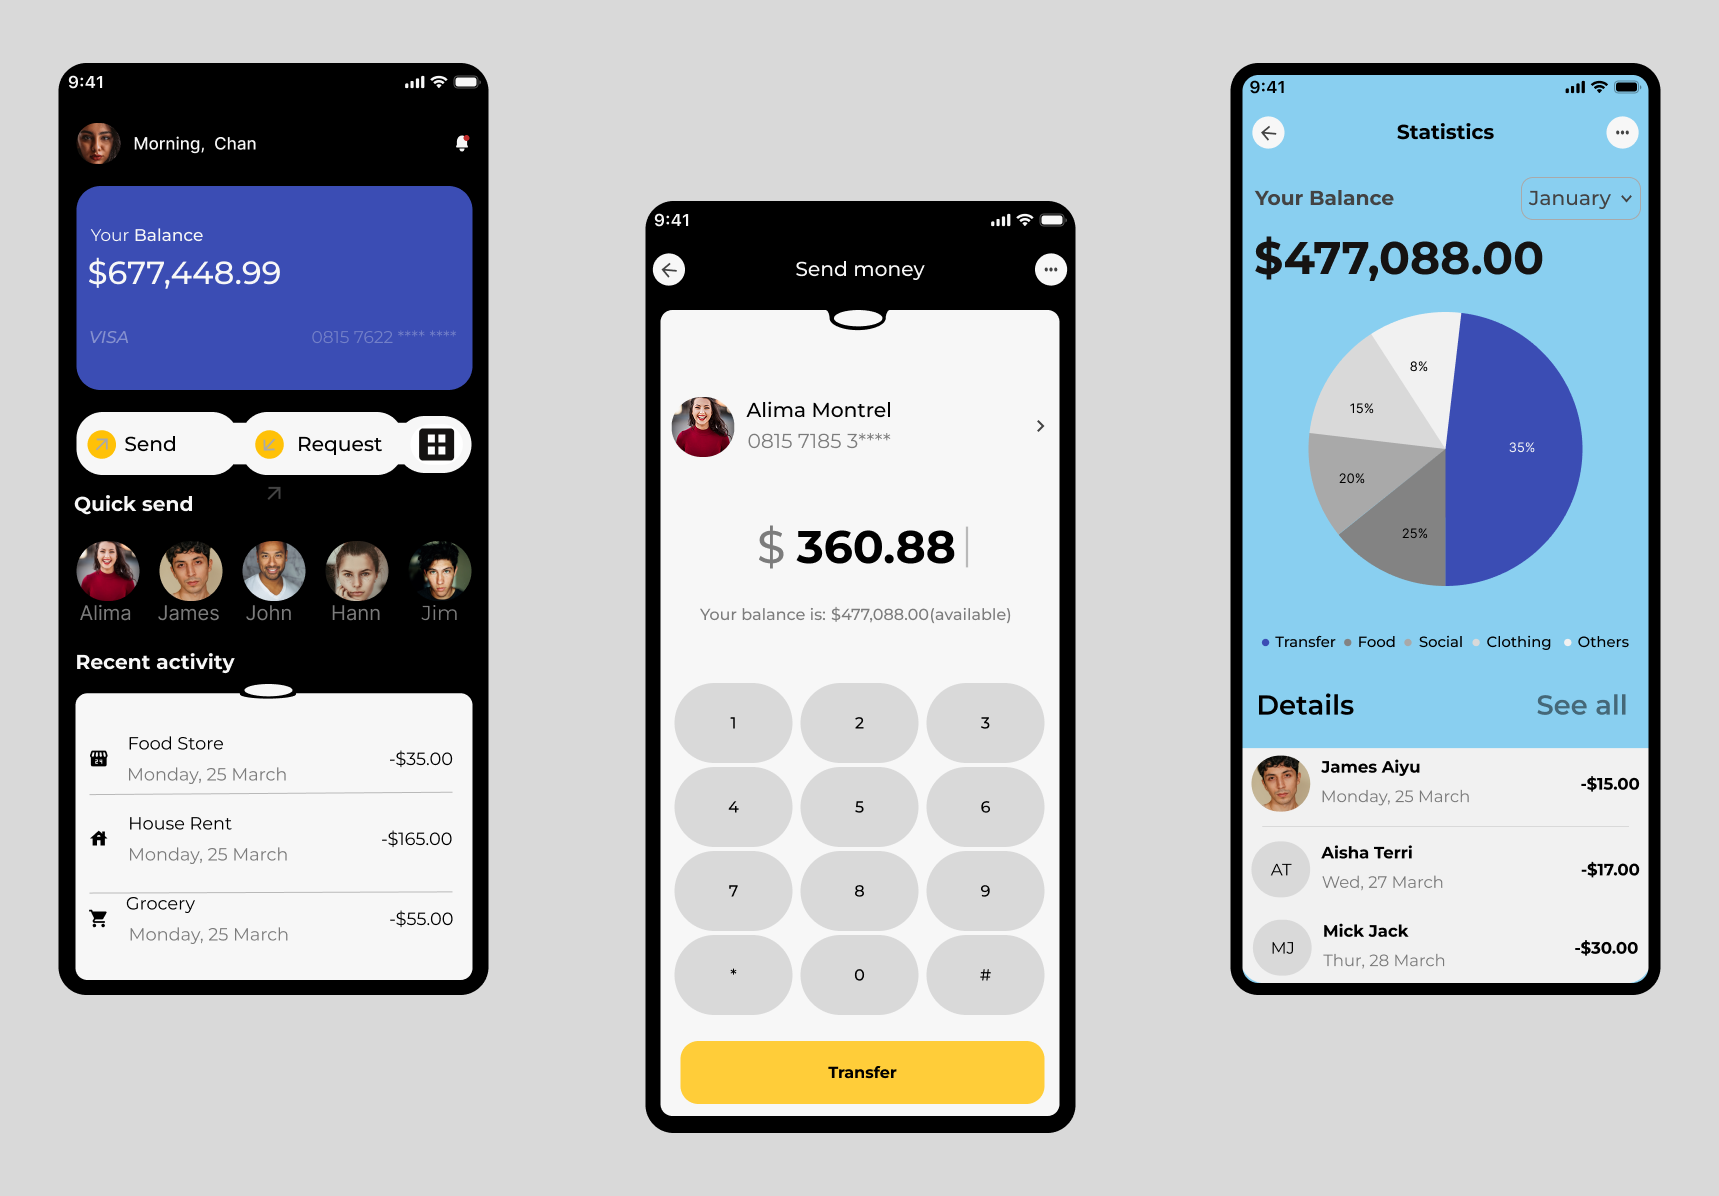 9:41
Morning, Chan
Your Balance
$677,448.99
VISA 0815 7622 **** ****
Send Request
Quick send
Alima James John Hann Jim
Recent activity
Food Store
Monday, 25 March
-$35.00
House Rent
Monday, 25 March
-$165.00
Grocery
Monday, 25 March
-$55.00
9:41
Send money
Alima Montrel
0815 7185 3****
$ 360.88
Your balance is: $477,088.00(available)
1 2 3
4 5 6
7 8 9
* 0 #
Transfer
9:41
Statistics
Your Balance January
$477,088.00
8%
15%
35%
20%
25%
Transfer Food Social Clothing Others
Details See all
James Aiyu
Monday, 25 March
-$15.00
AT
Aisha Terri
Wed, 27 March
-$17.00
MJ
Mick Jack
Thur, 28 March
-$30.00